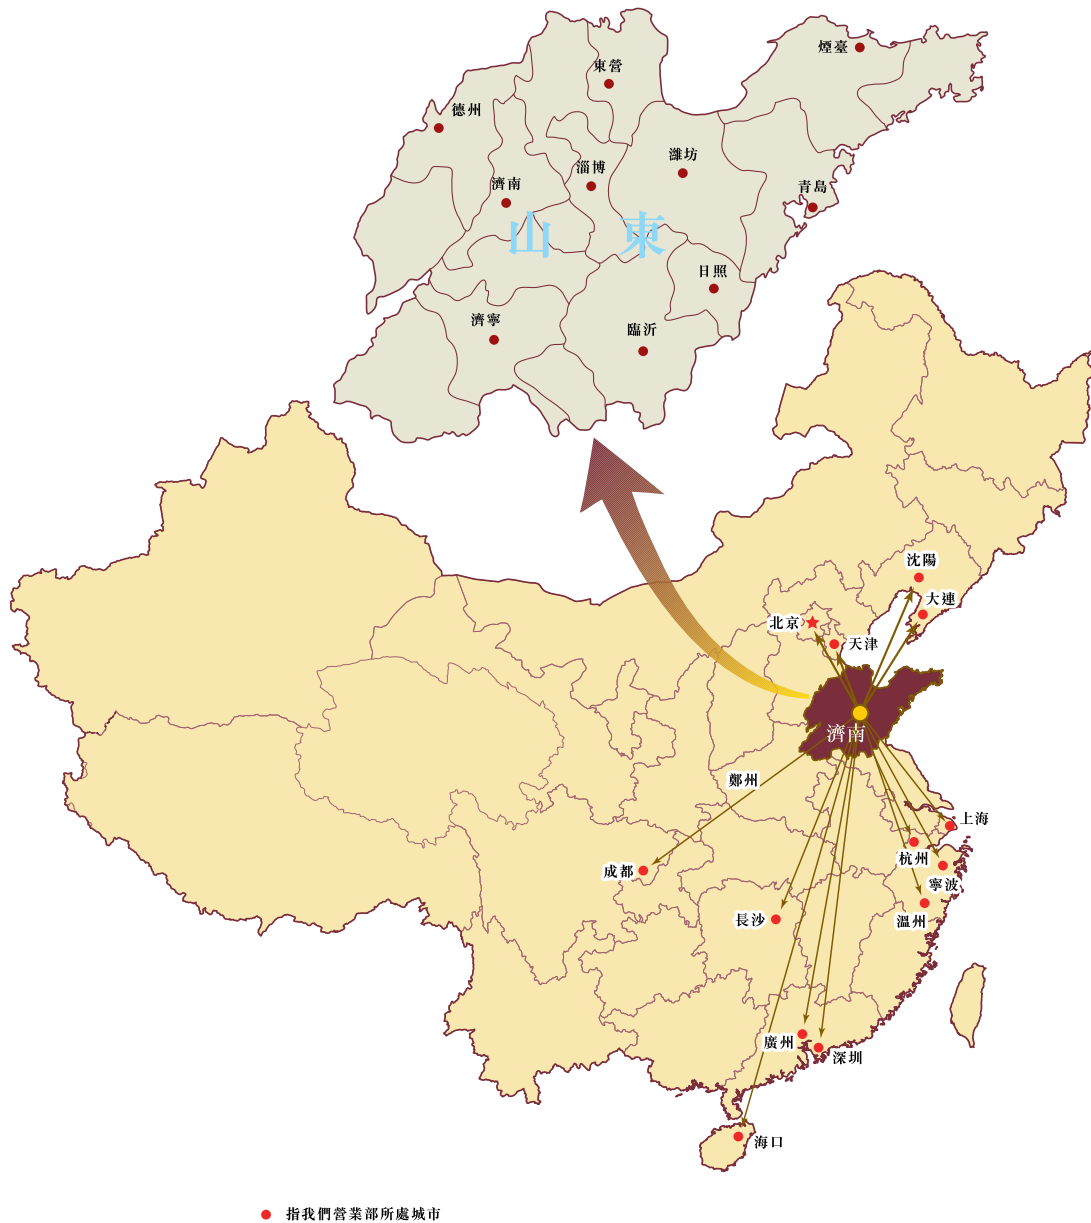 煙臺
東營
德州
濰坊
淄博
濟南
青島
山東
日照
濟寧
臨沂
沈陽
大連
北京
天津
濟南
鄭州
上海
杭州
成都
寧波
長沙
溫州
廣州
深圳
海口
指我們營業部所處城市